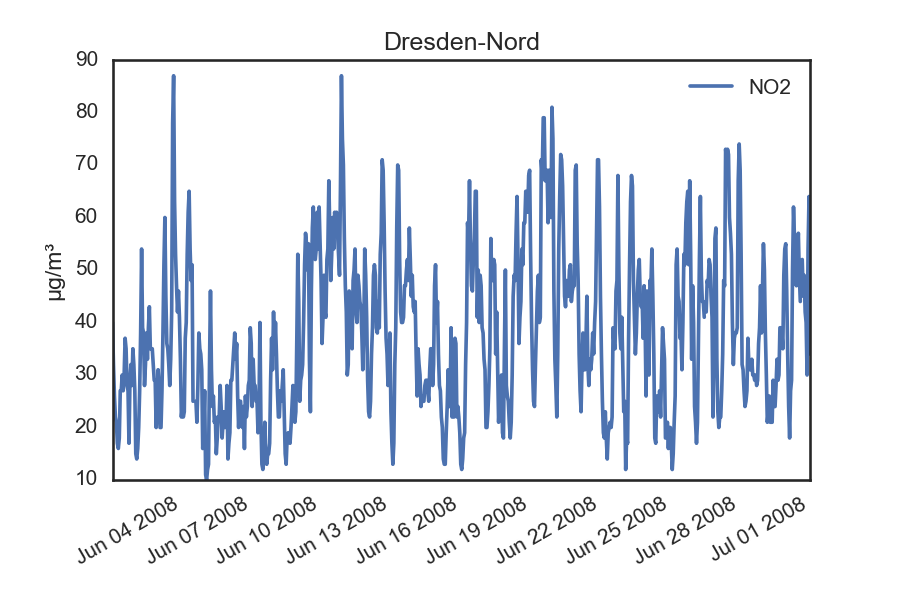 Dresden-Nord
90
80
70
60
50
40
30
20
10
µg/m³
NO2
Jun 04 2008
Jun 07 2008
Jun 10 2008
Jun 13 2008
Jun 16 2008
Jun 19 2008
Jun 22 2008
Jun 25 2008
Jun 28 2008
Jul 01 2008